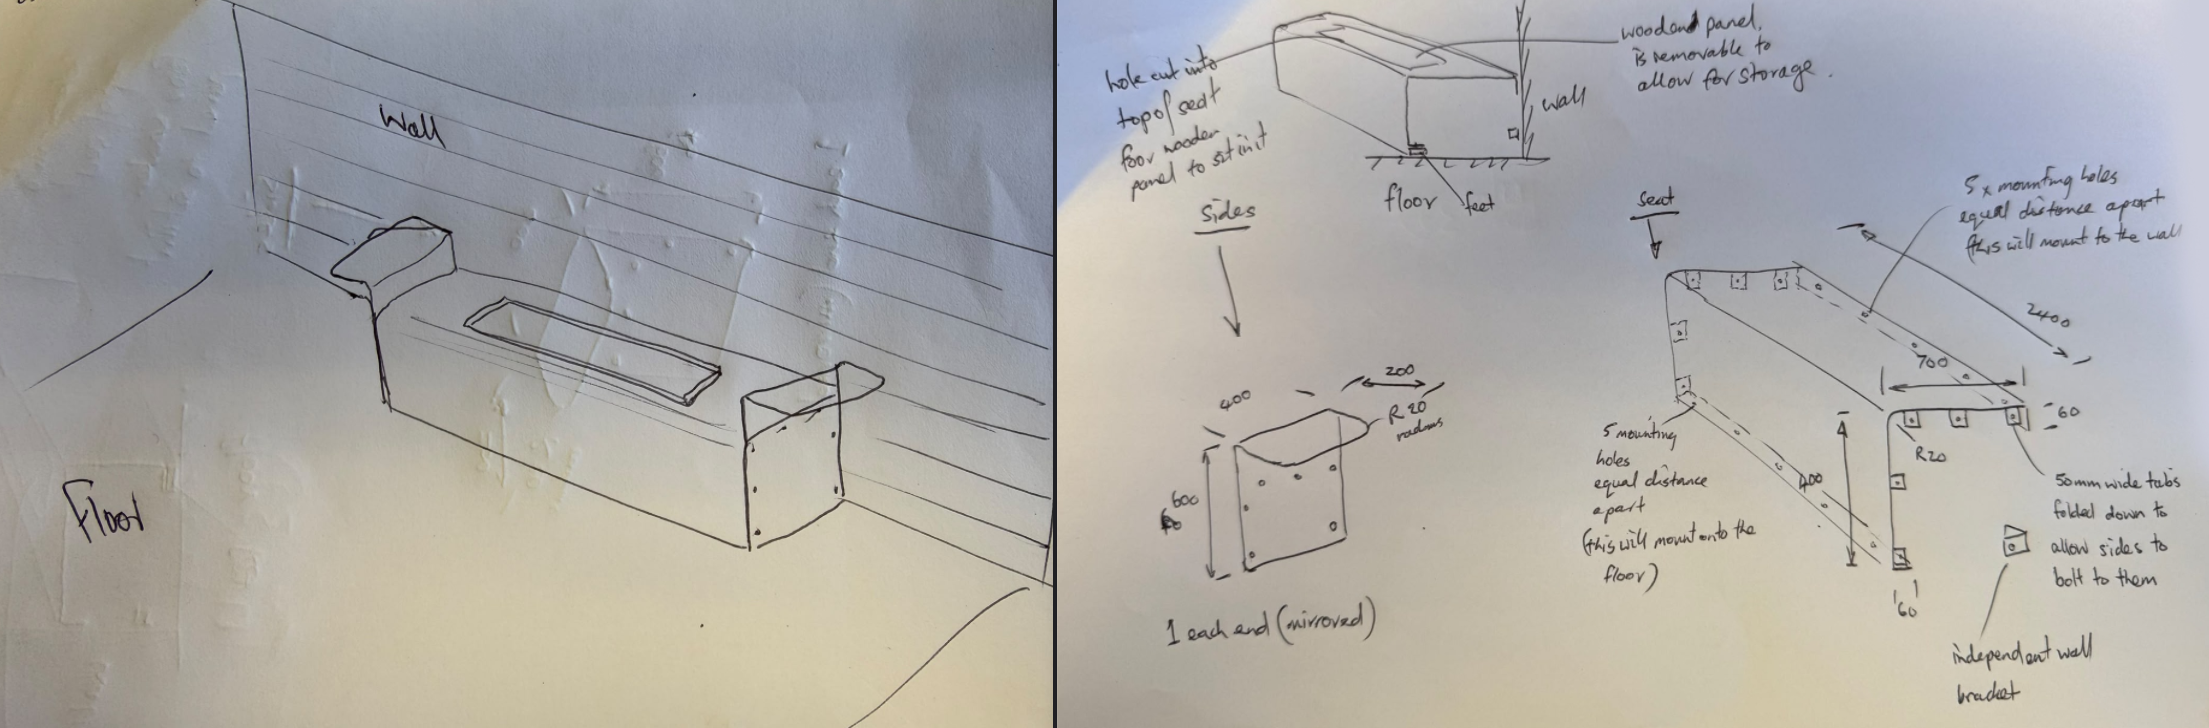 Wall
Floor
hole cut into
top of seat
foor wooden
panel to sit in it
wooden panel.
is removable to
allow for storage.
wall
floor
feet
sides
400
200
R20
radius
600
1 each end (mirrored)
seat
5 x mounting holes
equal distance apart
this will mount to the wall
2400
700
60
R20
400
60
5 mounting
holes
equal distance
apart
(this will mount onto the
floor)
50mm wide tabs
folded down to
allow sides to
bolt to them
independent wall
bracket